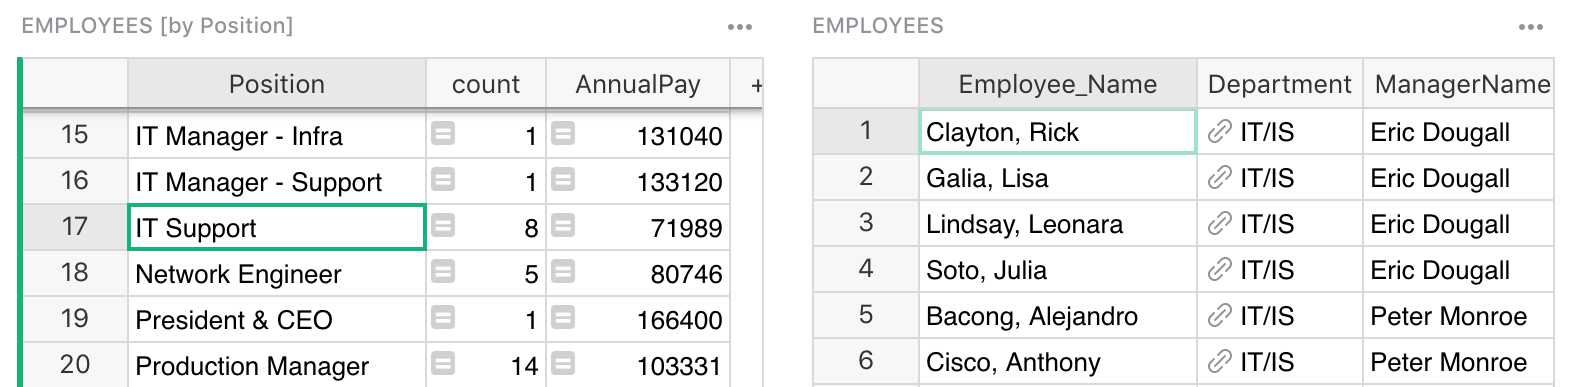 EMPLOYEES [by Position]
Position count AnnualPay +
15 IT Manager - Infra = 1 = 131040
16 IT Manager - Support = 1 = 133120
17 IT Support = 8 = 71989
18 Network Engineer = 5 = 80746
19 President & CEO = 1 = 166400
20 Production Manager = 14 = 103331
EMPLOYEES
Employee_Name Department ManagerName
1 Clayton, Rick IT/IS Eric Dougall
2 Galia, Lisa IT/IS Eric Dougall
3 Lindsay, Leonara IT/IS Eric Dougall
4 Soto, Julia IT/IS Eric Dougall
5 Bacong, Alejandro IT/IS Peter Monroe
6 Cisco, Anthony IT/IS Peter Monroe